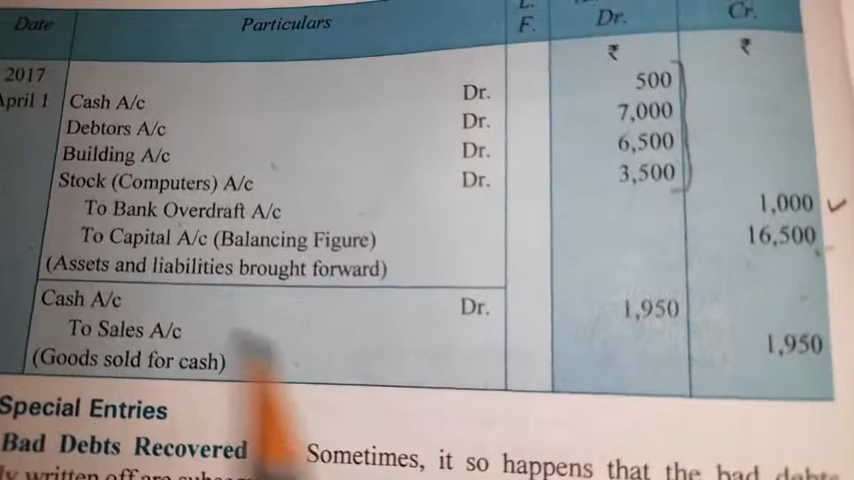 Date Particulars L. F. Dr. Cr.
₹ ₹
2017
April 1 Cash A/c Dr. 500
Debtors A/c Dr. 7,000
Building A/c Dr. 6,500
Stock (Computers) A/c Dr. 3,500
To Bank Overdraft A/c 1,000
To Capital A/c (Balancing Figure) 16,500
(Assets and liabilities brought forward)
Cash A/c Dr. 1,950
To Sales A/c 1,950
(Goods sold for cash)
Special Entries
Bad Debts Recovered Sometimes, it so happens that the bad debts
written off are